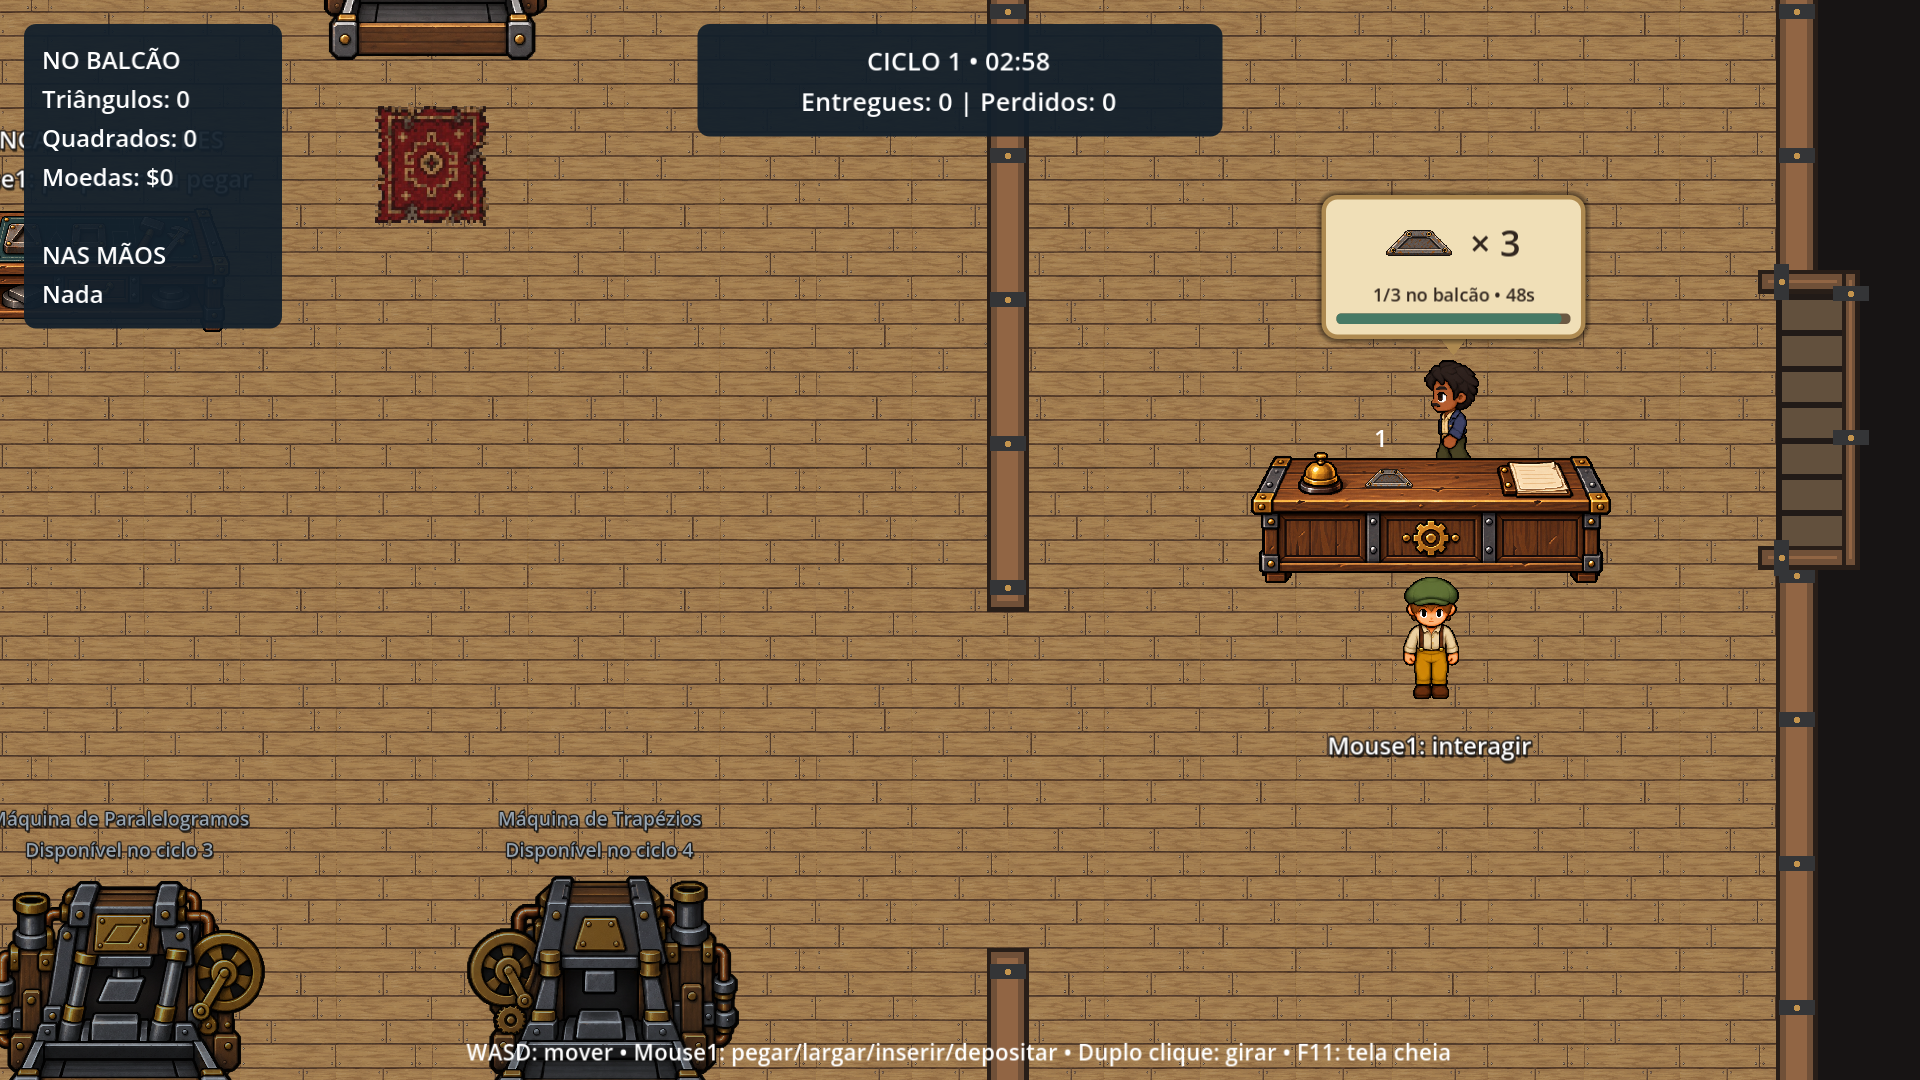 NO BALCÃO
Triângulos: 0
Quadrados: 0
Moedas: $0
NAS MÃOS
Nada
pegar
CICLO 1 • 02:58
Entregues: 0 | Perdidos: 0
× 3
1/3 no balcão • 48s
1
Mouse1: interagir
Máquina de Paralelogramos
Disponível no ciclo 3
Máquina de Trapézios
Disponível no ciclo 4
WASD: mover • Mouse1: pegar/largar/inserir/depositar • Duplo clique: girar • F11: tela cheia